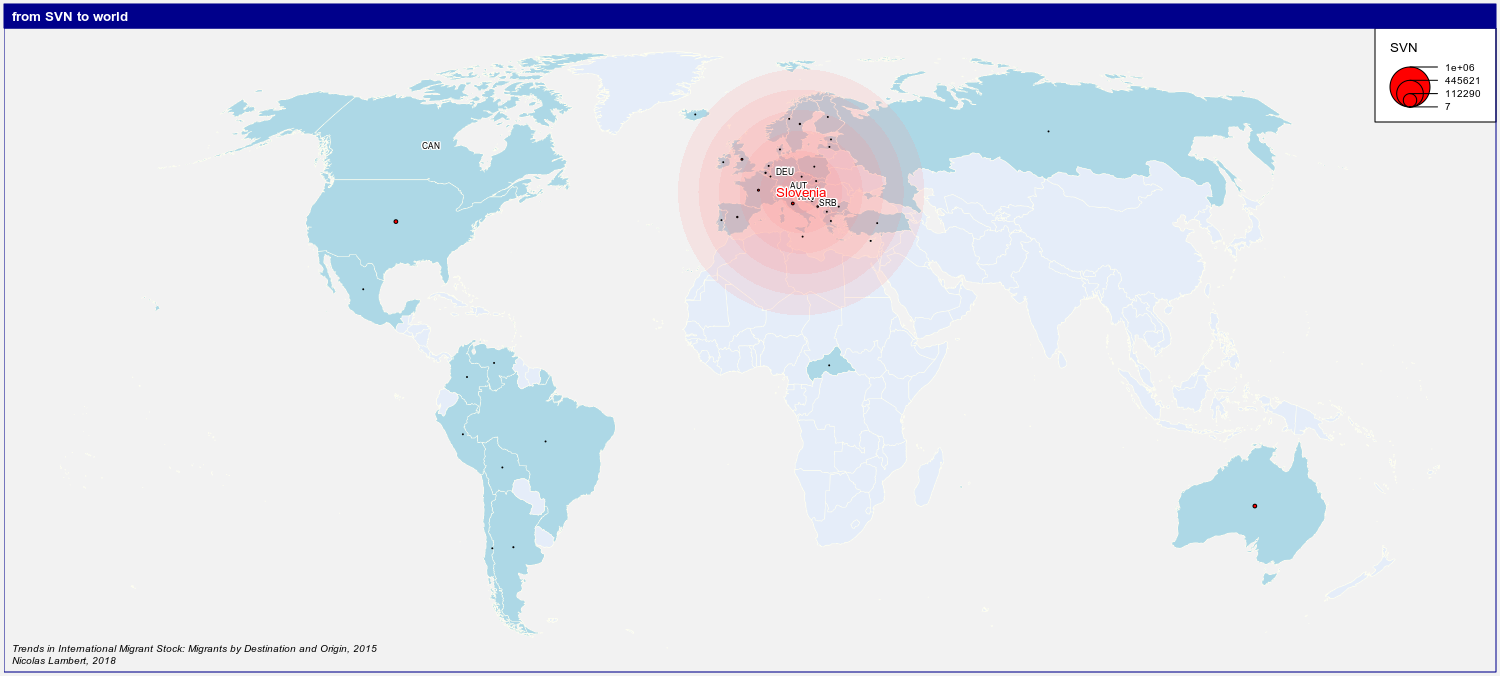 from SVN to world
SVN
1e+06
445621
112290
7
CAN
DEU
AUT
Slovenia
SRB
Trends in International Migrant Stock: Migrants by Destination and Origin, 2015
Nicolas Lambert, 2018